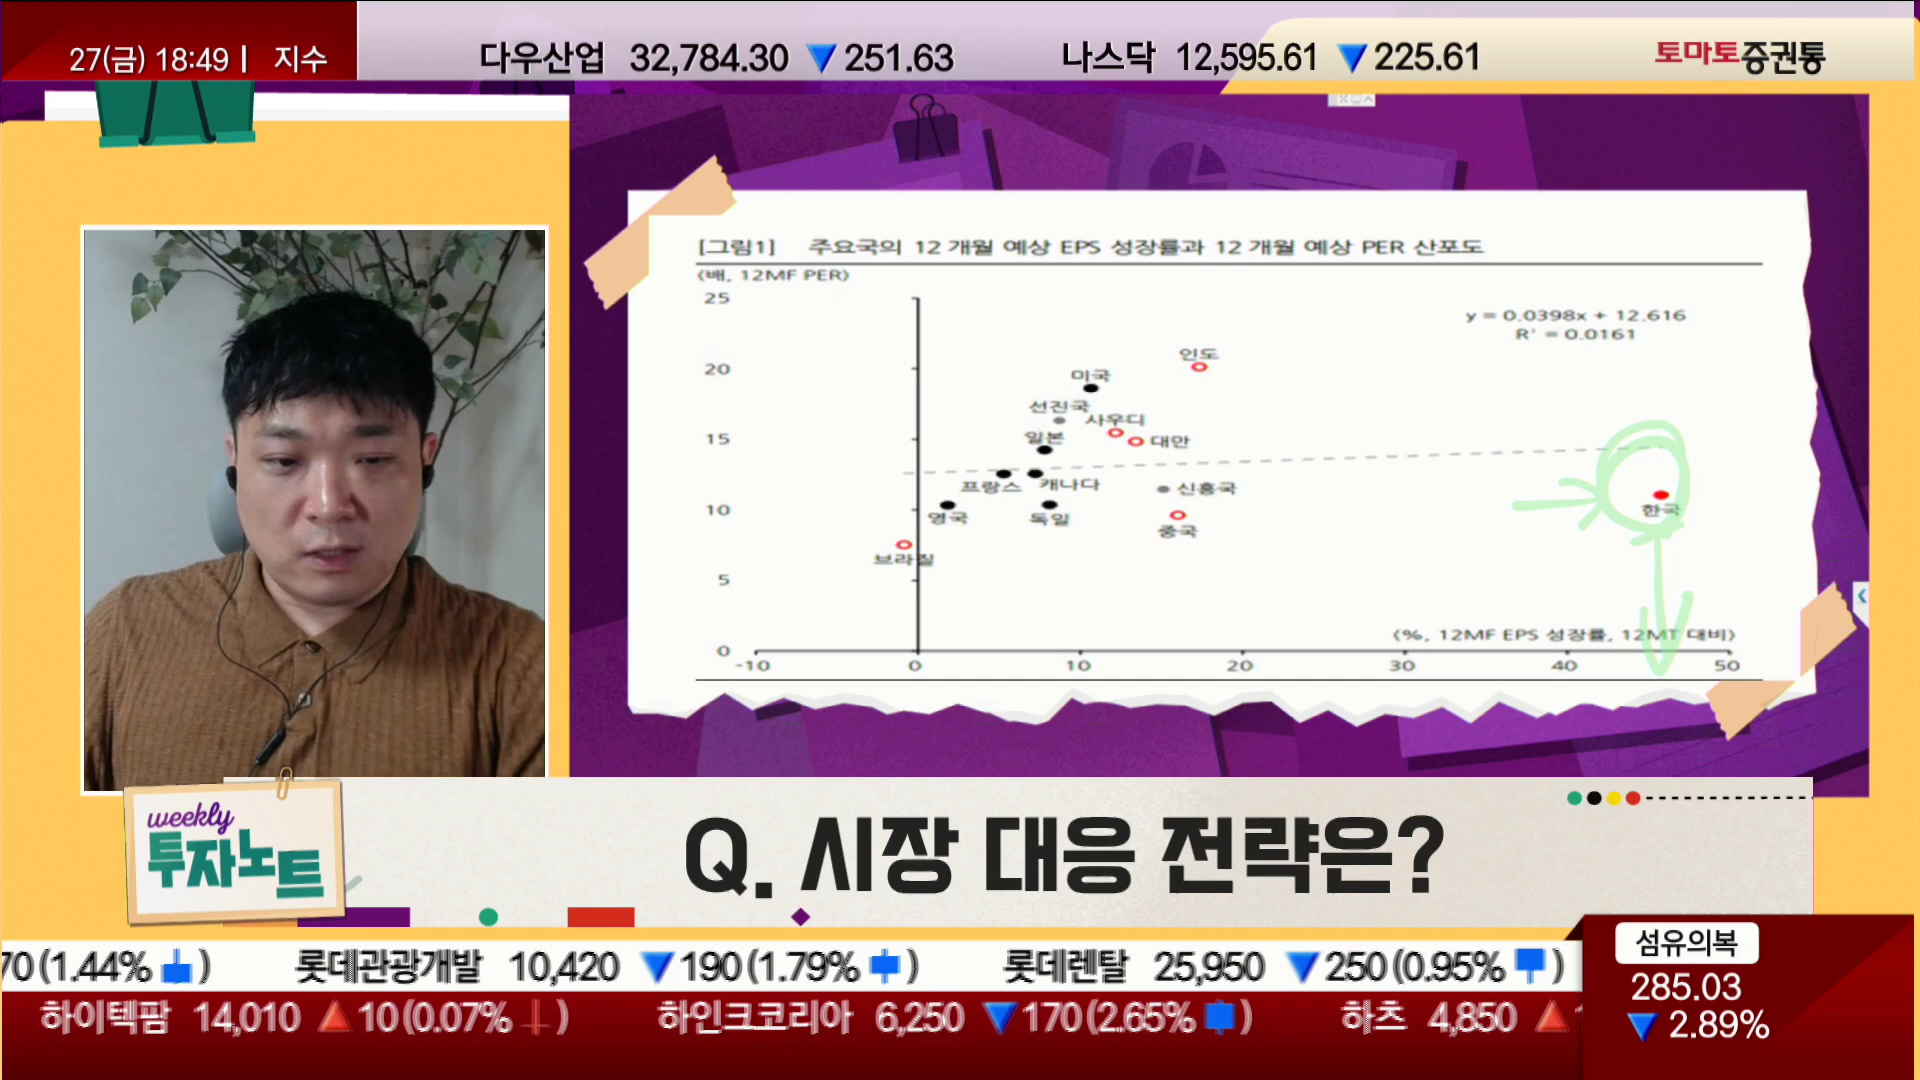 27(금) 18:49 | 지수
다우산업 32,784.30 ▼251.63 나스닥 12,595.61 ▼225.61
토마토증권통
[그림1] 주요국의 12개월 예상 EPS 성장률과 12개월 예상 PER 산포도
(배, 12MF PER)
25
y = 0.0398x + 12.616
R² = 0.0161
인도
20
미국
선진국
사우디
15
일본
대만
프랑스
캐나다
신흥국
10
한국
영국
독일
중국
브라질
5
(%, 12MF EPS 성장률, 12MT 대비)
0
-10 0 10 20 30 40 50
weekly
투자노트
Q. 시장 대응 전략은?
섬유의복
285.03
▼ 2.89%
70(1.44% ) 롯데관광개발 10,420 ▼190(1.79% ) 롯데렌탈 25,950 ▼250(0.95% )
하이텍팜 14,010 ▲10(0.07% ) 하인크코리아 6,250 ▼170(2.65% ) 하츠 4,850 ▲